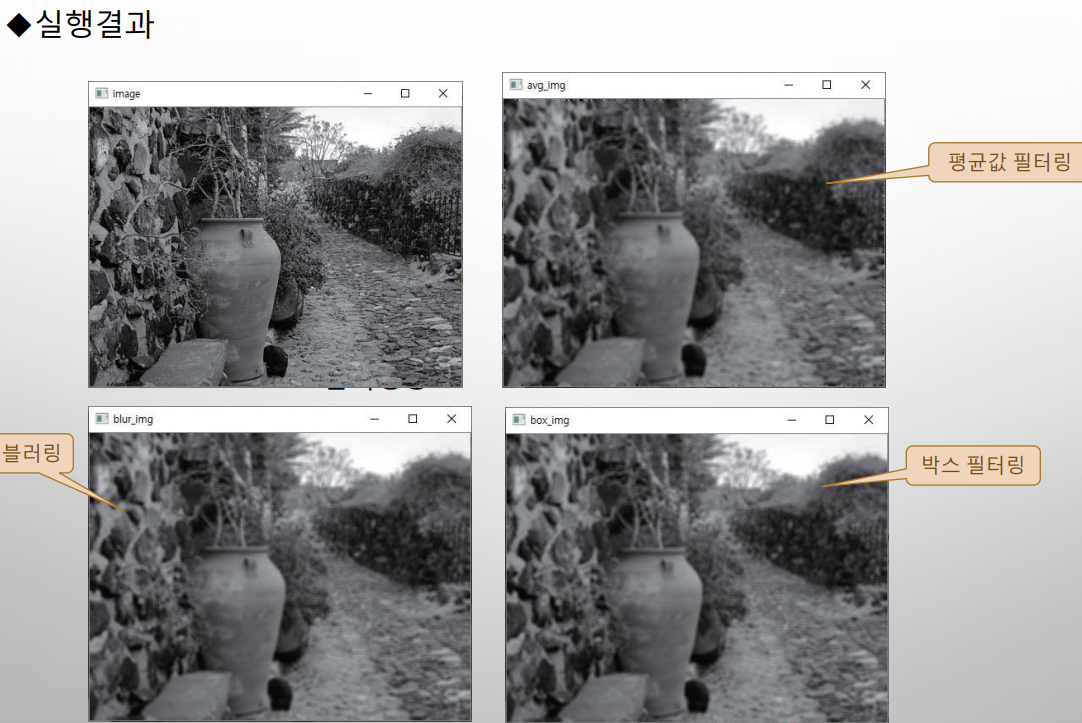 ◆실행결과
image
avg_img
평균값 필터링
blur_img
블러링
box_img
박스 필터링